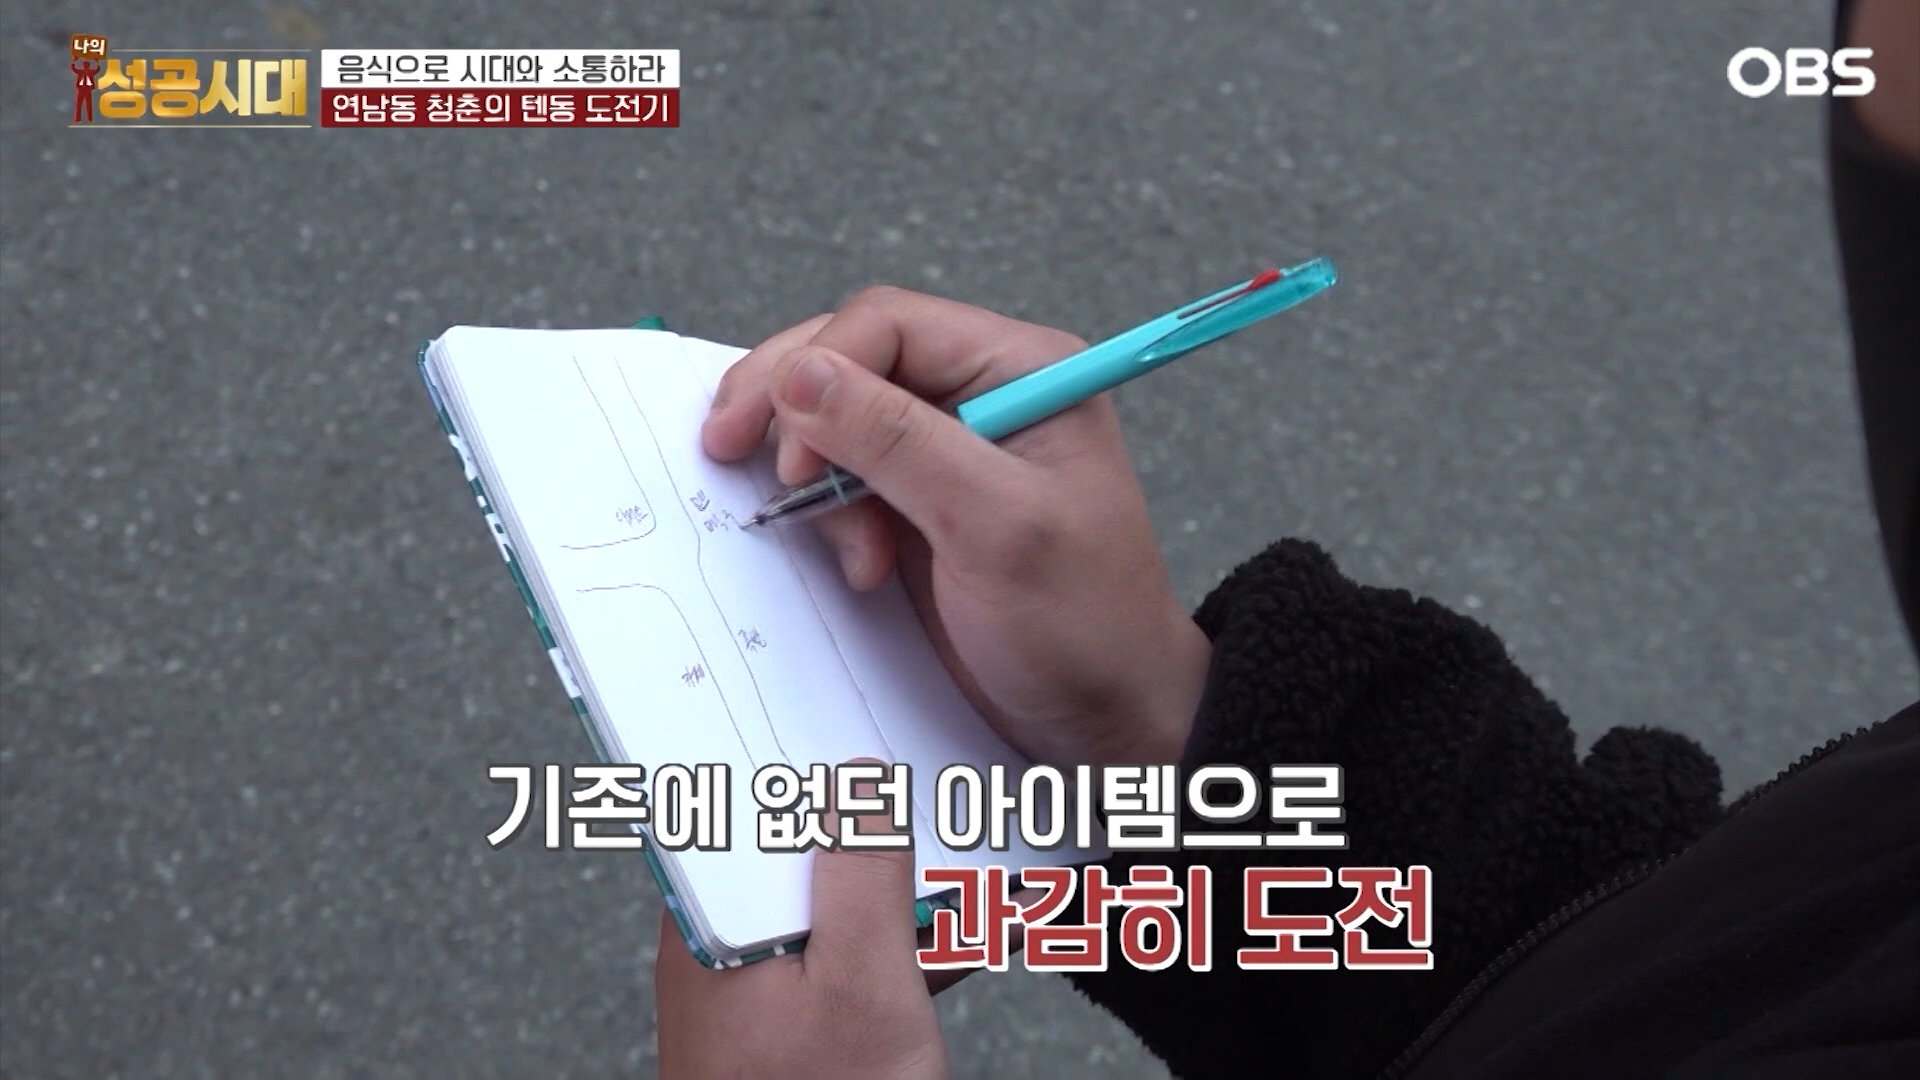 나의
성공시대
음식으로 시대와 소통하라
연남동 청춘의 텐동 도전기
OBS
기존에 없던 아이템으로
과감히 도전